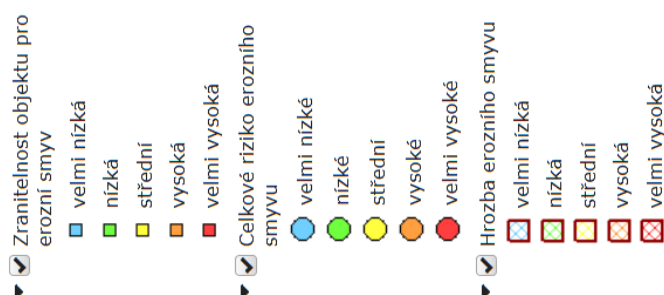 Zranitelnost objektu pro
erozní smyv
velmi nízká
nízká
střední
vysoká
velmi vysoká
Celkové riziko erozního
smyvu
velmi nízké
nízké
střední
vysoké
velmi vysoké
Hrozba erozního smyvu
velmi nízká
nízká
střední
vysoká
velmi vysoká